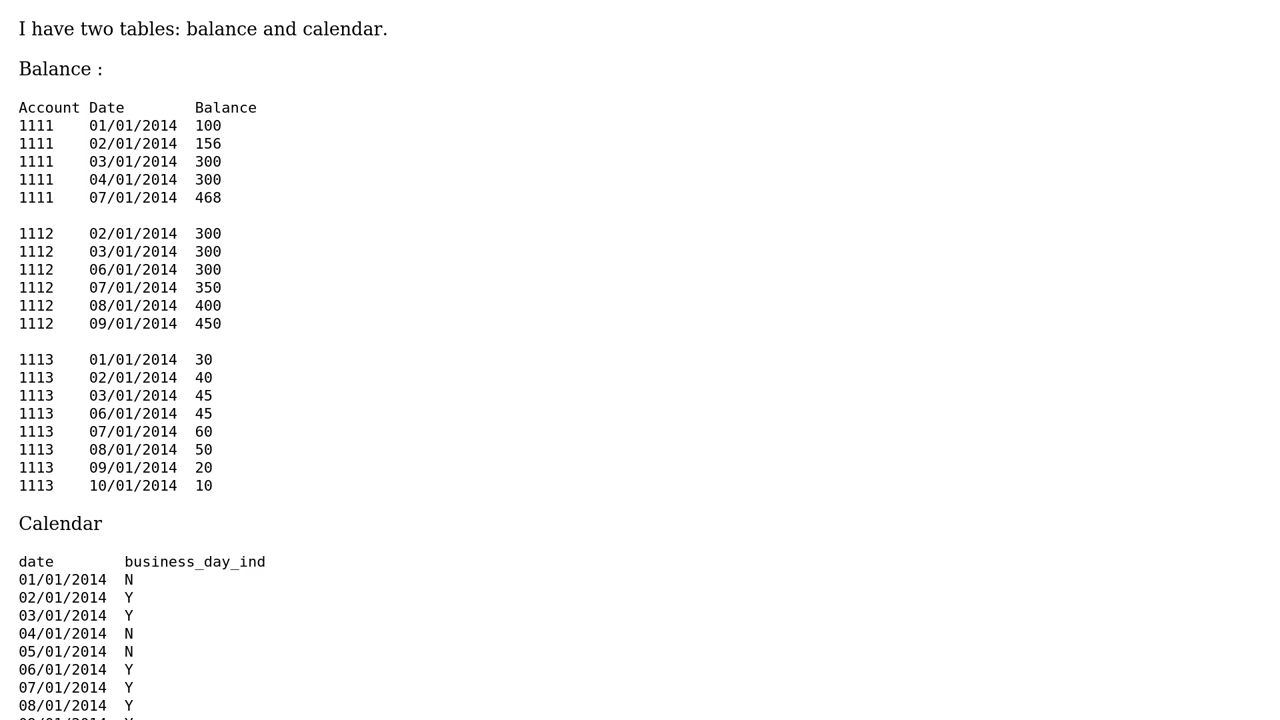 I have two tables: balance and calendar.
Balance :
Account Date        Balance
1111    01/01/2014  100
1111    02/01/2014  156
1111    03/01/2014  300
1111    04/01/2014  300
1111    07/01/2014  468
1112    02/01/2014  300
1112    03/01/2014  300
1112    06/01/2014  300
1112    07/01/2014  350
1112    08/01/2014  400
1112    09/01/2014  450
1113    01/01/2014  30
1113    02/01/2014  40
1113    03/01/2014  45
1113    06/01/2014  45
1113    07/01/2014  60
1113    08/01/2014  50
1113    09/01/2014  20
1113    10/01/2014  10
Calendar
date        business_day_ind
01/01/2014  N
02/01/2014  Y
03/01/2014  Y
04/01/2014  N
05/01/2014  N
06/01/2014  Y
07/01/2014  Y
08/01/2014  Y